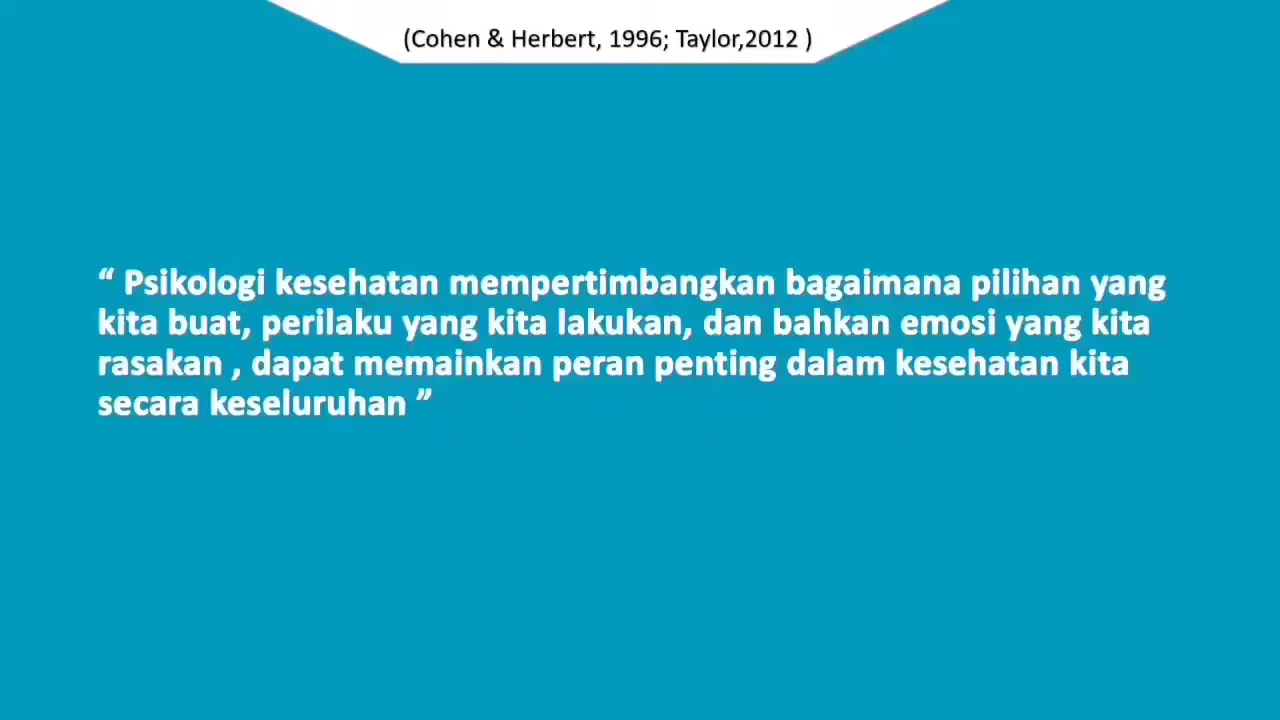 (Cohen & Herbert, 1996; Taylor,2012 )
“ Psikologi kesehatan mempertimbangkan bagaimana pilihan yang
kita buat, perilaku yang kita lakukan, dan bahkan emosi yang kita
rasakan , dapat memainkan peran penting dalam kesehatan kita
secara keseluruhan ”